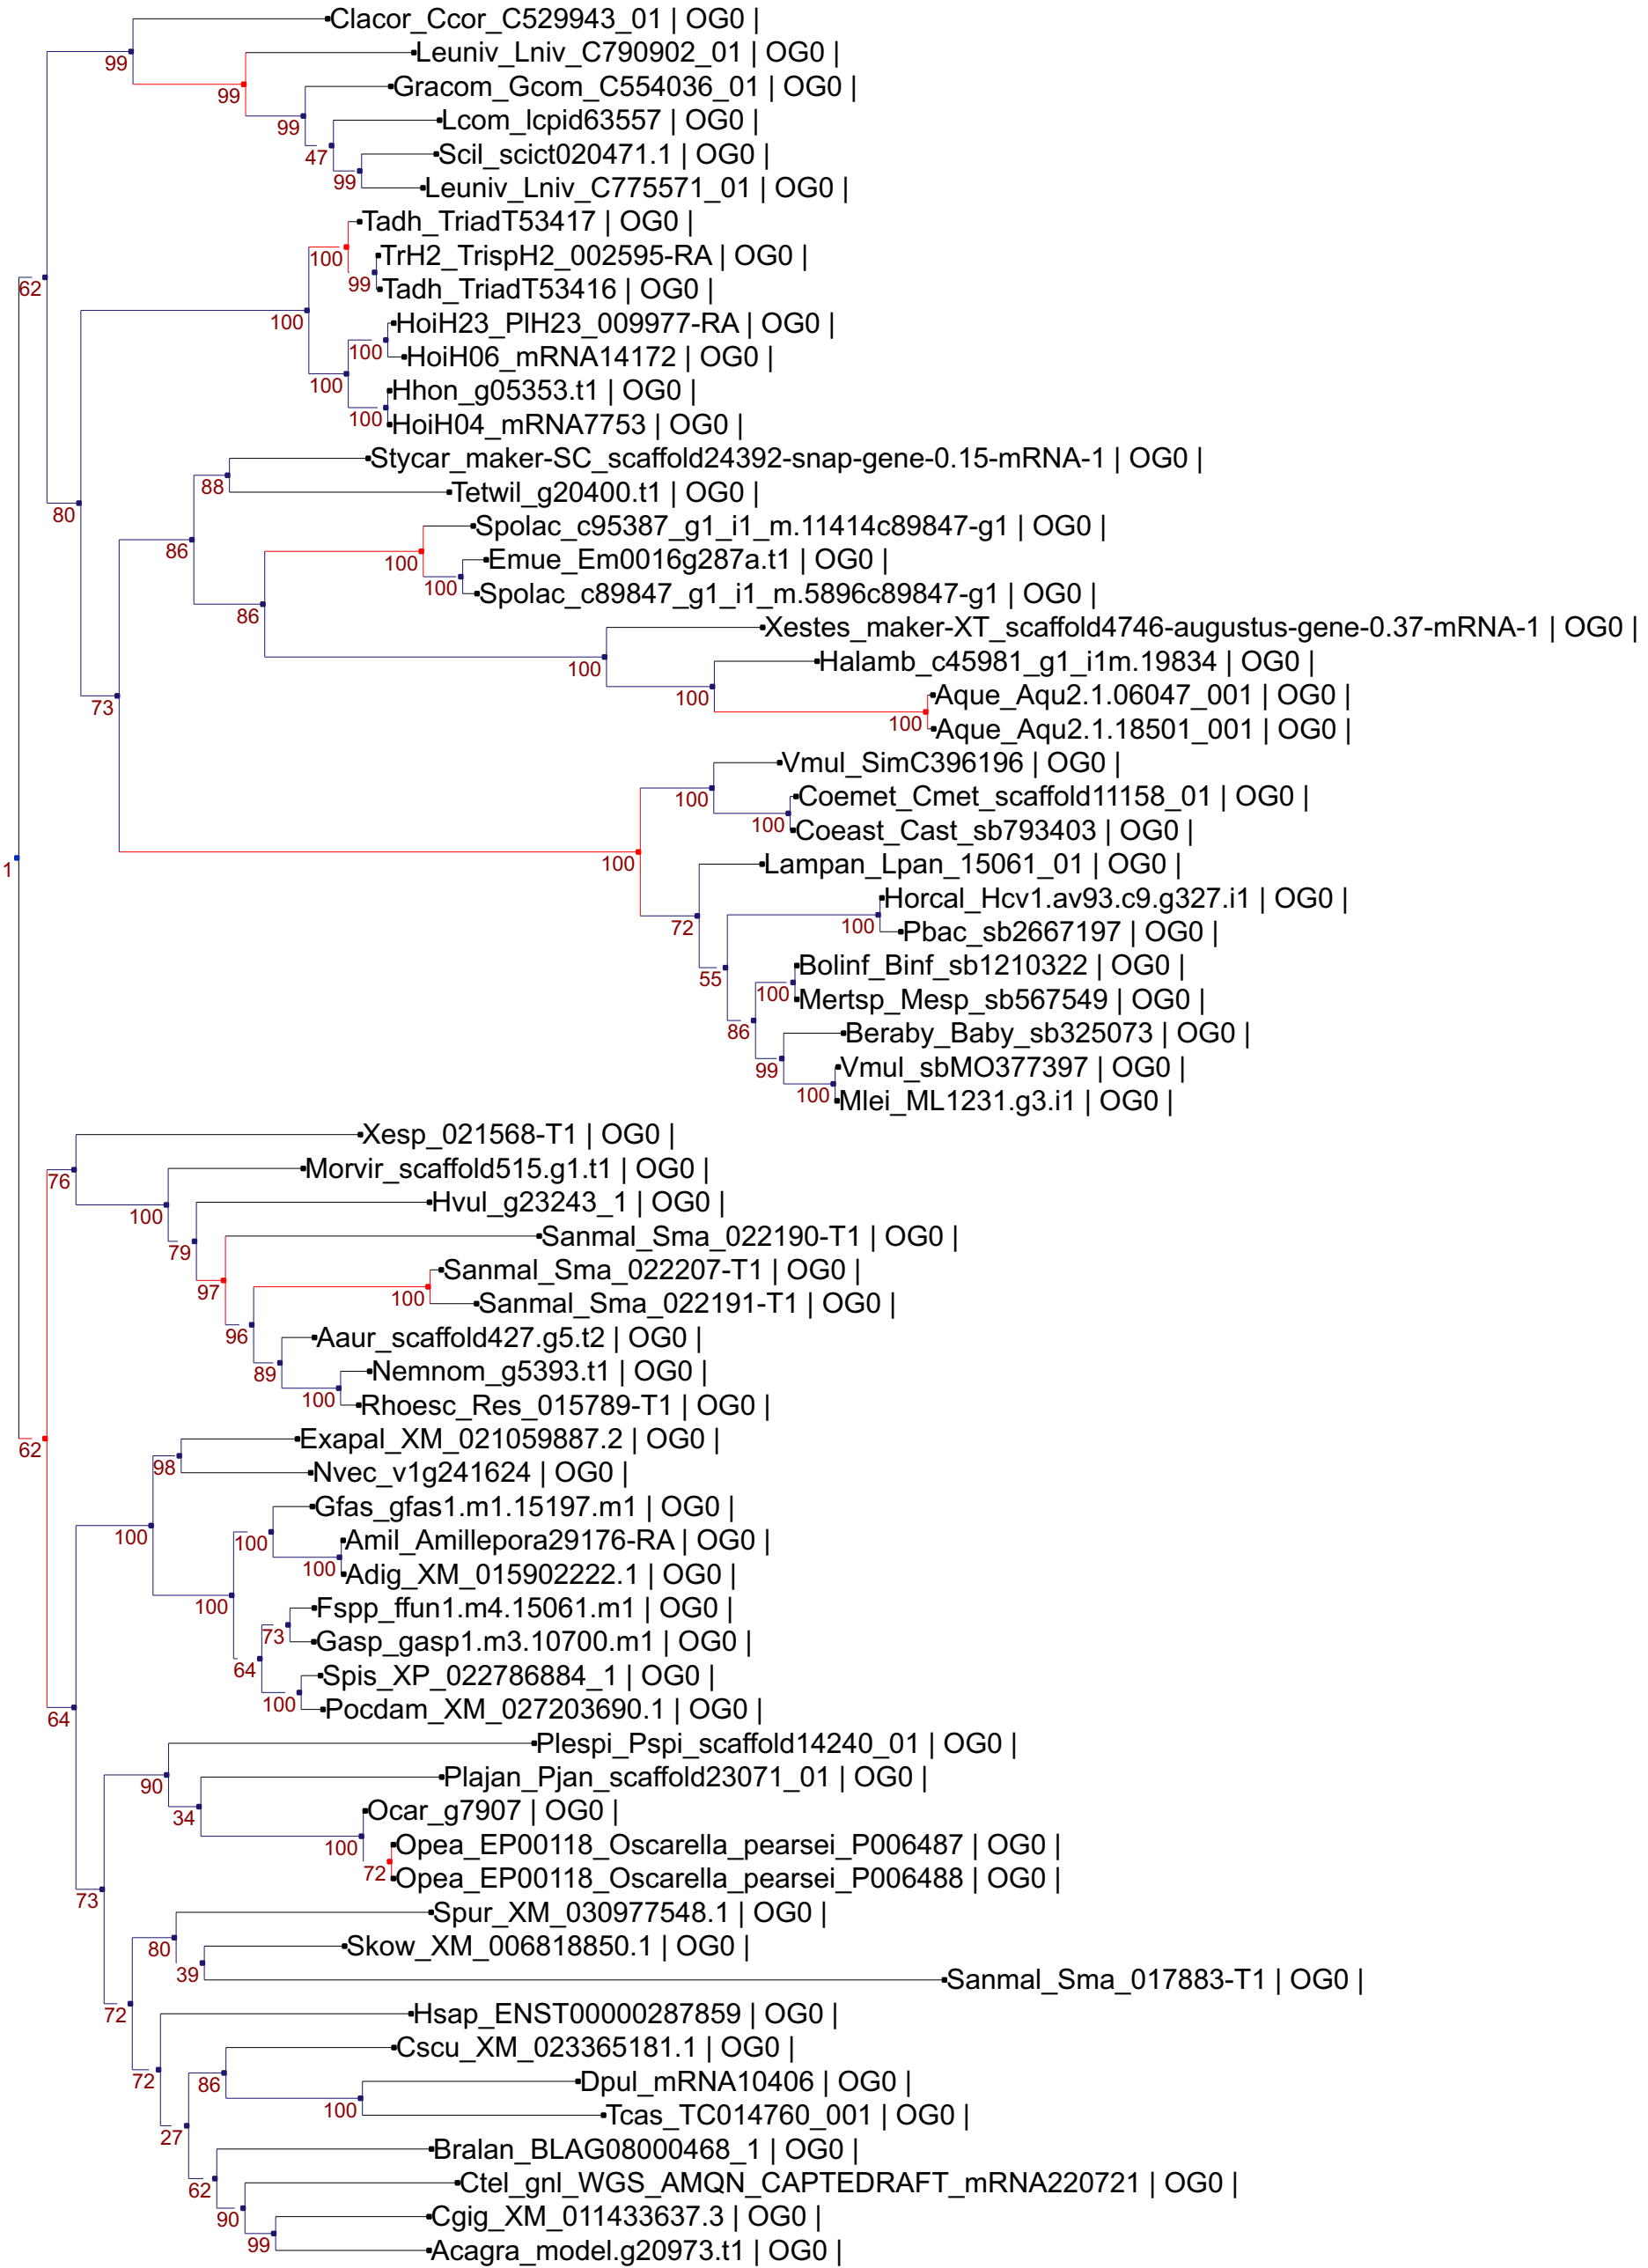 Clacor_Ccor_C529943_01 | OG0 |
99
Leuniv_Lniv_C790902_01 | OG0 |
99
Gracom_Gcom_C554036_01 | OG0 |
99
Lcom_lcpid63557 | OG0 |
47
Scil_scict020471.1 | OG0 |
99
Leuniv_Lniv_C775571_01 | OG0 |
Tadh_TriadT53417 | OG0 |
100
TrH2_TrispH2_002595-RA | OG0 |
99
Tadh_TriadT53416 | OG0 |
62
100
HoiH23_PlH23_009977-RA | OG0 |
100
HoiH06_mRNA14172 | OG0 |
100
Hhon_g05353.t1 | OG0 |
100
HoiH04_mRNA7753 | OG0 |
Stycar_maker-SC_scaffold24392-snap-gene-0.15-mRNA-1 | OG0 |
88
Tetwil_g20400.t1 | OG0 |
80
Spolac_c95387_g1_i1_m.11414c89847-g1 | OG0 |
86
100
Emue_Em0016g287a.t1 | OG0 |
100
Spolac_c89847_g1_i1_m.5896c89847-g1 | OG0 |
86
Xestes_maker-XT_scaffold4746-augustus-gene-0.37-mRNA-1 | OG0 |
100
Halamb_c45981_g1_i1m.19834 | OG0 |
100
Aque_Aqu2.1.06047_001 | OG0 |
73
100
Aque_Aqu2.1.18501_001 | OG0 |
Vmul_SimC396196 | OG0 |
100
Coemet_Cmet_scaffold11158_01 | OG0 |
100
Coeast_Cast_sb793403 | OG0 |
1
100
Lampan_Lpan_15061_01 | OG0 |
Horcal_Hcv1.av93.c9.g327.i1 | OG0 |
72
100
Pbac_sb2667197 | OG0 |
Bolinf_Binf_sb1210322 | OG0 |
55
100
Mertsp_Mesp_sb567549 | OG0 |
86
Beraby_Baby_sb325073 | OG0 |
99
Vmul_sbMO377397 | OG0 |
100
Mlei_ML1231.g3.i1 | OG0 |
Xesp_021568-T1 | OG0 |
76
Morvir_scaffold515.g1.t1 | OG0 |
100
Hvul_g23243_1 | OG0 |
79
Sanmal_Sma_022190-T1 | OG0 |
Sanmal_Sma_022207-T1 | OG0 |
97
100
Sanmal_Sma_022191-T1 | OG0 |
96
Aaur_scaffold427.g5.t2 | OG0 |
89
Nemnom_g5393.t1 | OG0 |
100
Rhoesc_Res_015789-T1 | OG0 |
62
Exapal_XM_021059887.2 | OG0 |
98
Nvec_v1g241624 | OG0 |
Gfas_gfas1.m1.15197.m1 | OG0 |
100
100
Amil_Amillepora29176-RA | OG0 |
100
Adig_XM_015902222.1 | OG0 |
100
Fspp_ffun1.m4.15061.m1 | OG0 |
73
Gasp_gasp1.m3.10700.m1 | OG0 |
64
Spis_XP_022786884_1 | OG0 |
100
Pocdam_XM_027203690.1 | OG0 |
64
Plespi_Pspi_scaffold14240_01 | OG0 |
90
Plajan_Pjan_scaffold23071_01 | OG0 |
34
Ocar_g7907 | OG0 |
100
Opea_EP00118_Oscarella_pearsei_P006487 | OG0 |
72
Opea_EP00118_Oscarella_pearsei_P006488 | OG0 |
73
Spur_XM_030977548.1 | OG0 |
80
Skow_XM_006818850.1 | OG0 |
39
Sanmal_Sma_017883-T1 | OG0 |
72
Hsap_ENST00000287859 | OG0 |
Cscu_XM_023365181.1 | OG0 |
72
86
Dpul_mRNA10406 | OG0 |
100
Tcas_TC014760_001 | OG0 |
27
Bralan_BLAG08000468_1 | OG0 |
62
Ctel_gnl_WGS_AMQN_CAPTEDRAFT_mRNA220721 | OG0 |
90
Cgig_XM_011433637.3 | OG0 |
99
Acagra_model.g20973.t1 | OG0 |